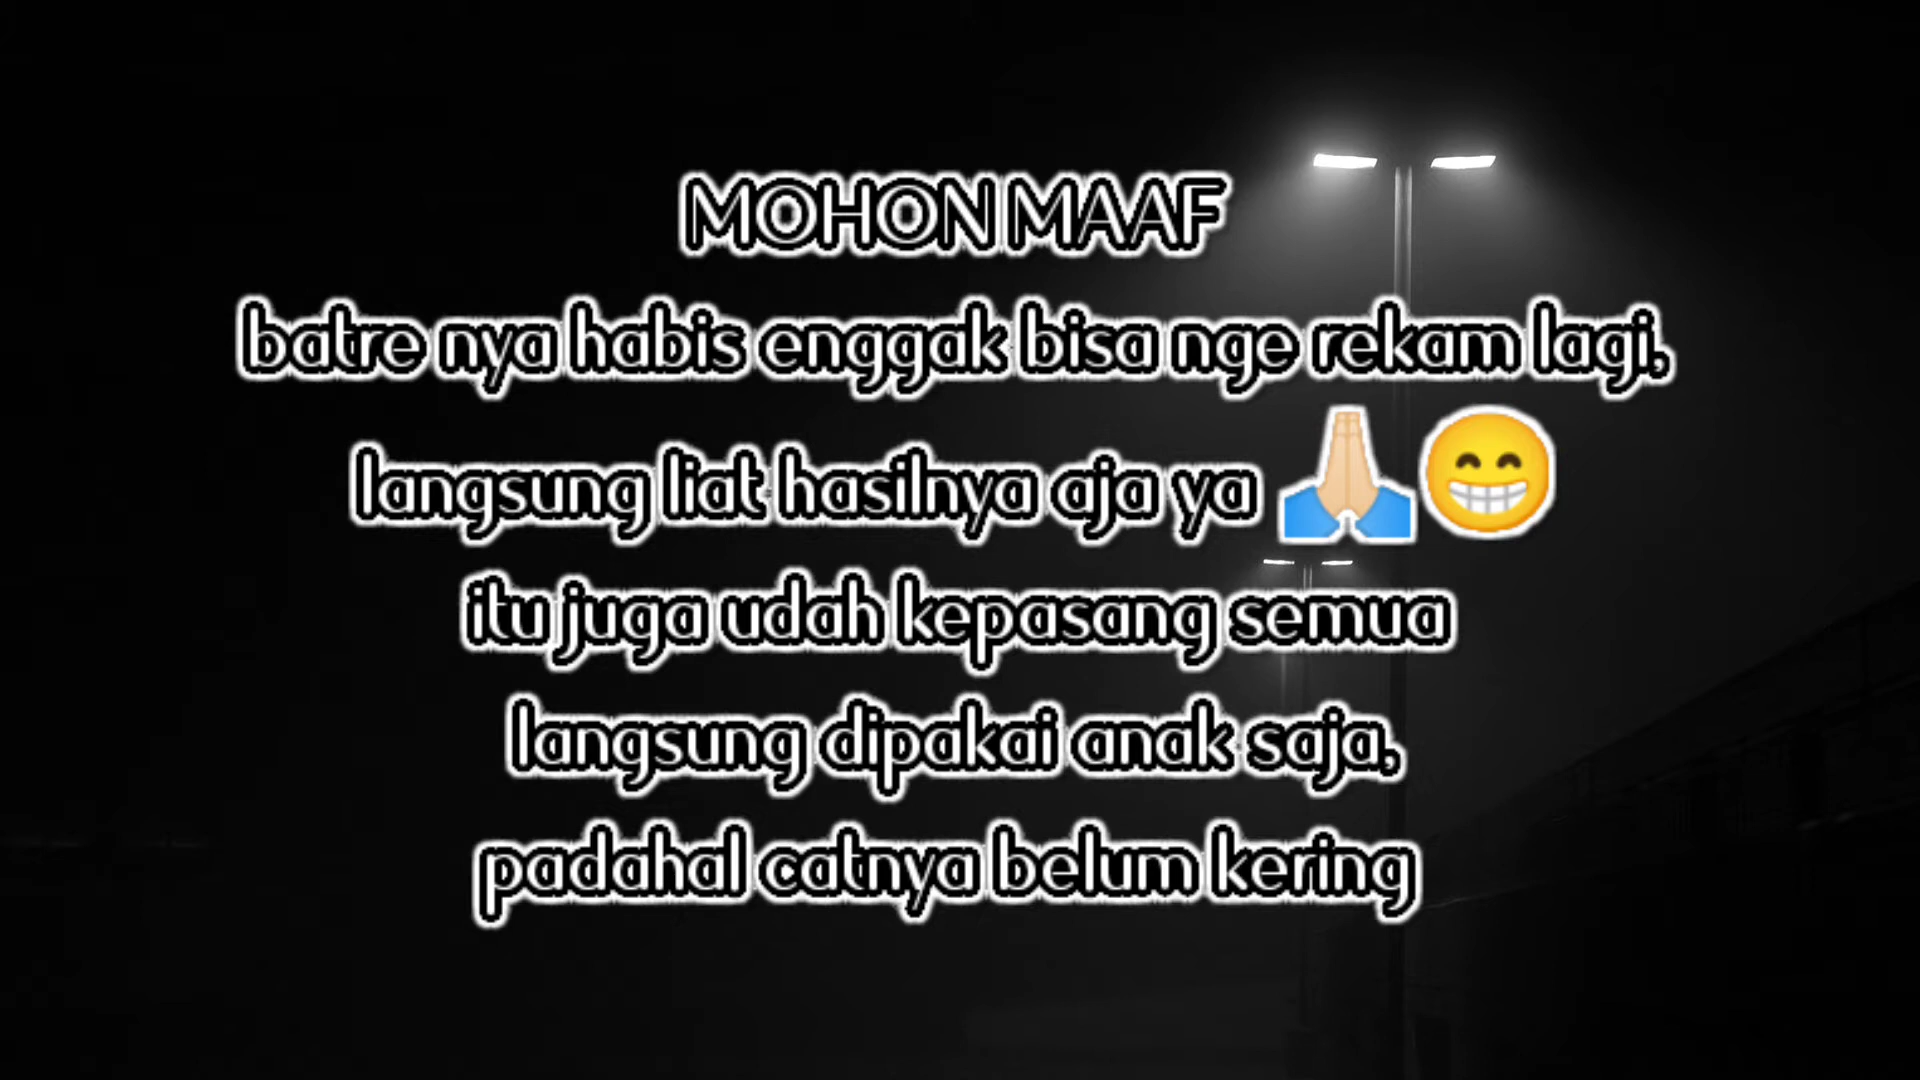 MOHON MAAF
batre nya habis enggak bisa nge rekam lagi,
langsung liat hasilnya aja ya 🙏🏻😁
itu juga udah kepasang semua
langsung dipakai anak saja,
padahal catnya belum kering